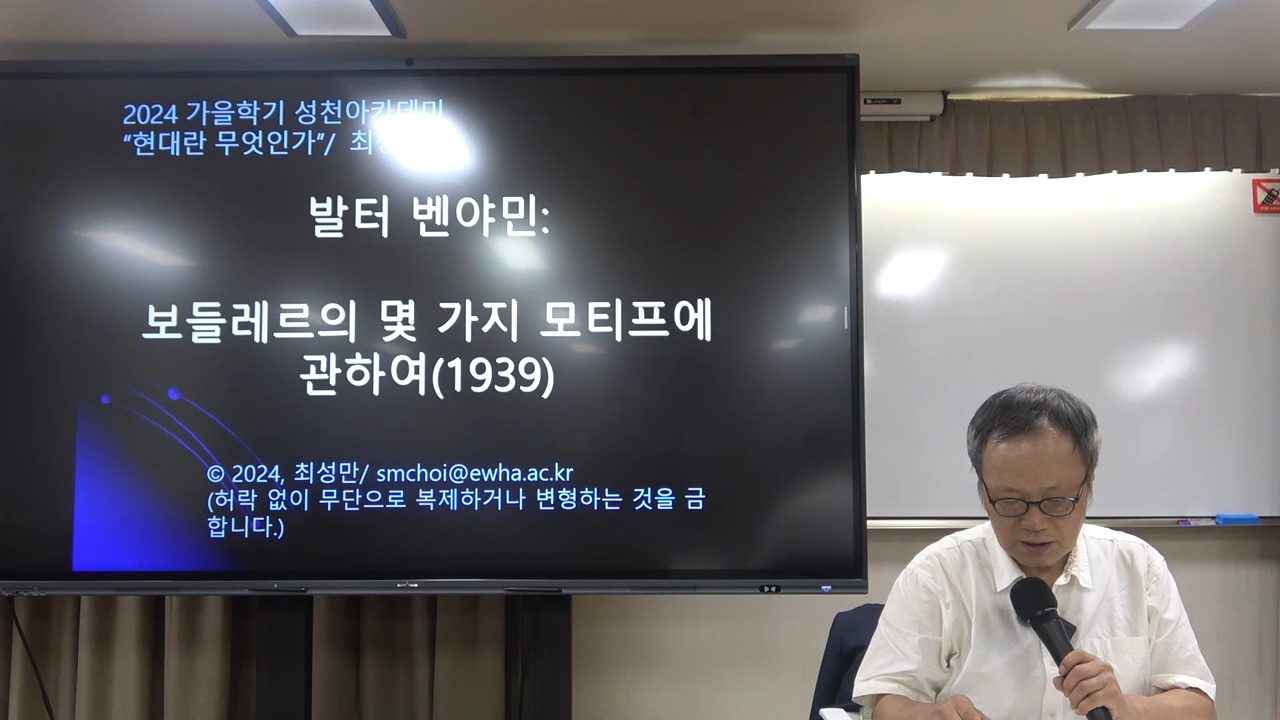 2024 가을학기 성천아카데미
“현대란 무엇인가”/ 최성
발터 벤야민:
보들레르의 몇 가지 모티프에
관하여(1939)
© 2024, 최성만/ smchoi@ewha.ac.kr
(허락 없이 무단으로 복제하거나 변형하는 것을 금
합니다.)